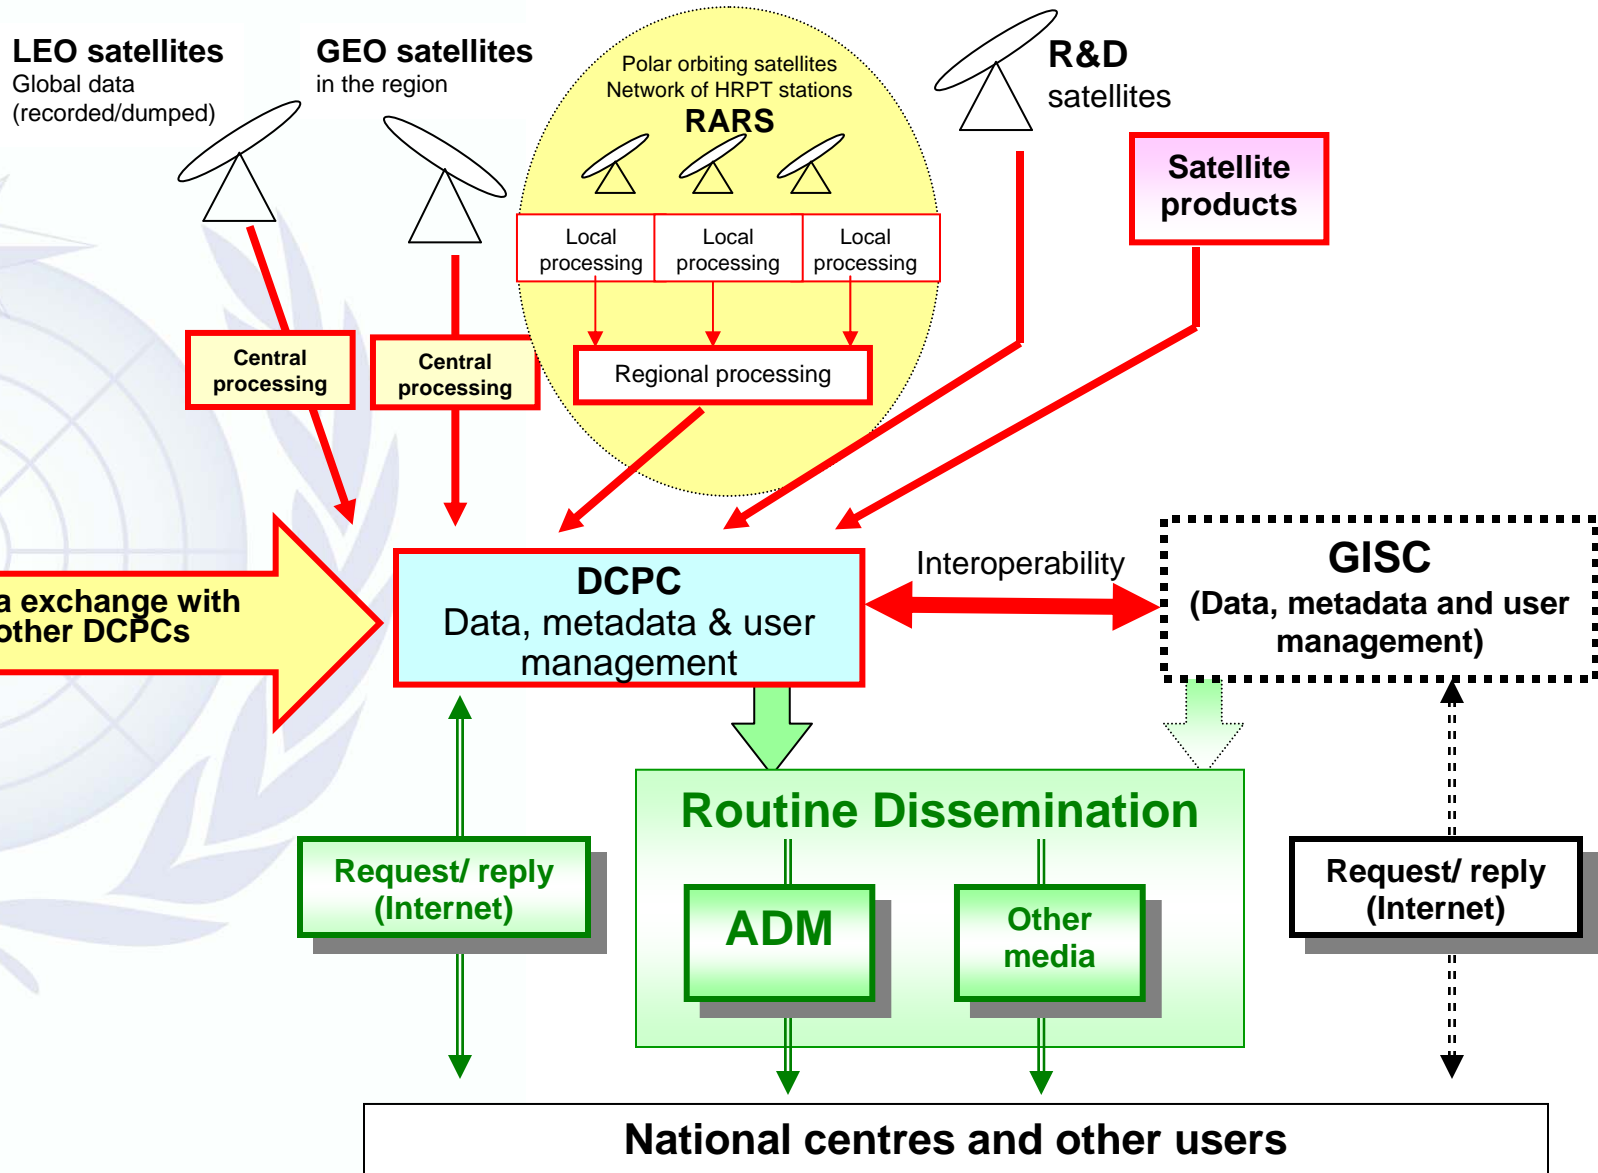 LEO satellites
Global data
(recorded/dumped)
GEO satellites
in the region
Polar orbiting satellites
Network of HRPT stations
RARS
R&D
satellites
Satellite
products
Local
processing
Local
processing
Local
processing
Central
processing
Central
processing
Regional processing
a exchange with
other DCPCs
DCPC
Data, metadata & user
management
Interoperability
GISC
(Data, metadata and user
management)
Routine Dissemination
Request/ reply
(Internet)
ADM
Other
media
Request/ reply
(Internet)
National centres and other users